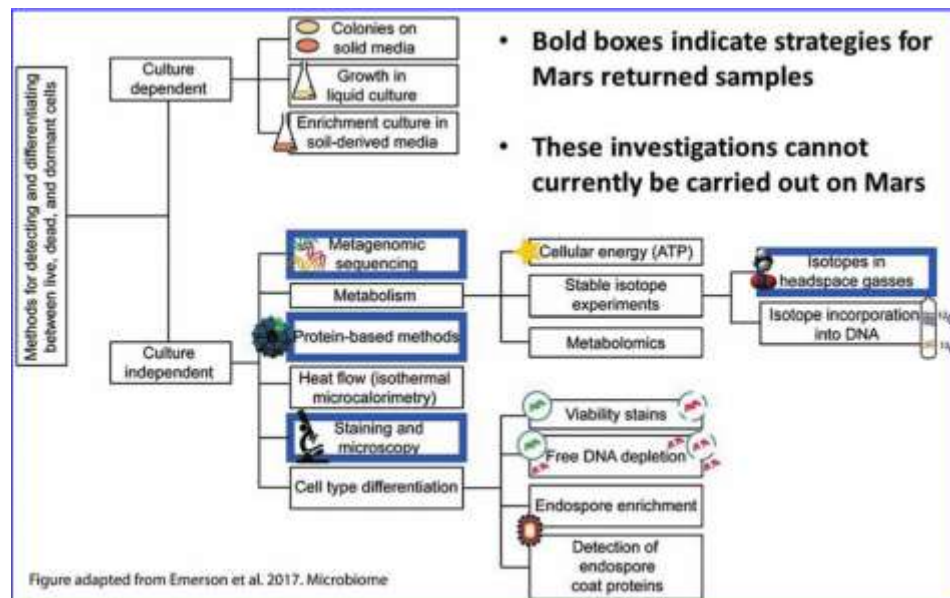 Methods for detecting and differentiating
between live, dead, and dormant cells
Culture
dependent
Colonies on
solid media
Growth in
liquid culture
Enrichment culture in
soil-derived media
• Bold boxes indicate strategies for
Mars returned samples
• These investigations cannot
currently be carried out on Mars
Culture
independent
Metagenomic
sequencing
Metabolism
Protein-based methods
Heat flow (isothermal
microcalorimetry)
Staining and
microscopy
Cell type differentiation
Cellular energy (ATP)
Stable isotope
experiments
Metabolomics
Isotopes in
headspace gasses
Isotope incorporation
into DNA
Viability stains
Free DNA depletion
Endospore enrichment
Detection of
endospore
coat proteins
Figure adapted from Emerson et al. 2017. Microbiome